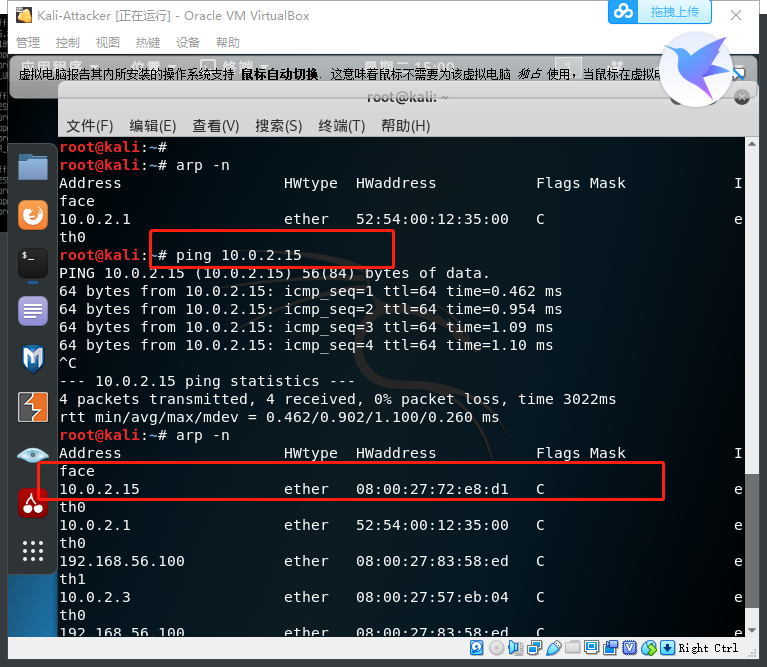 Kali-Attacker [正在运行] - Oracle VM VirtualBox
拖拽上传
管理 控制 视图 热键 设备 帮助
虚拟电脑报告其内所安装的操作系统支持 鼠标自动切换. 这意味着鼠标不需要为该虚拟电脑 独占 使用, 当鼠标在虚拟
root@kali: ~
文件(F) 编辑(E) 查看(V) 搜索(S) 终端(T) 帮助(H)
root@kali:~#
root@kali:~# arp -n
Address HWtype HWaddress Flags Mask I
face
10.0.2.1 ether 52:54:00:12:35:00 C e
th0
root@kali:~# ping 10.0.2.15
PING 10.0.2.15 (10.0.2.15) 56(84) bytes of data.
64 bytes from 10.0.2.15: icmp_seq=1 ttl=64 time=0.462 ms
64 bytes from 10.0.2.15: icmp_seq=2 ttl=64 time=0.954 ms
64 bytes from 10.0.2.15: icmp_seq=3 ttl=64 time=1.09 ms
64 bytes from 10.0.2.15: icmp_seq=4 ttl=64 time=1.10 ms
^C
--- 10.0.2.15 ping statistics ---
4 packets transmitted, 4 received, 0% packet loss, time 3022ms
rtt min/avg/max/mdev = 0.462/0.902/1.100/0.260 ms
root@kali:~# arp -n
Address HWtype HWaddress Flags Mask I
face
10.0.2.15 ether 08:00:27:72:e8:d1 C e
th0
10.0.2.1 ether 52:54:00:12:35:00 C e
th0
192.168.56.100 ether 08:00:27:83:58:ed C e
th1
10.0.2.3 ether 08:00:27:57:eb:04 C e
th0
192.168.56.100 ether 08:00:27:83:58:ed C e
Right Ctrl